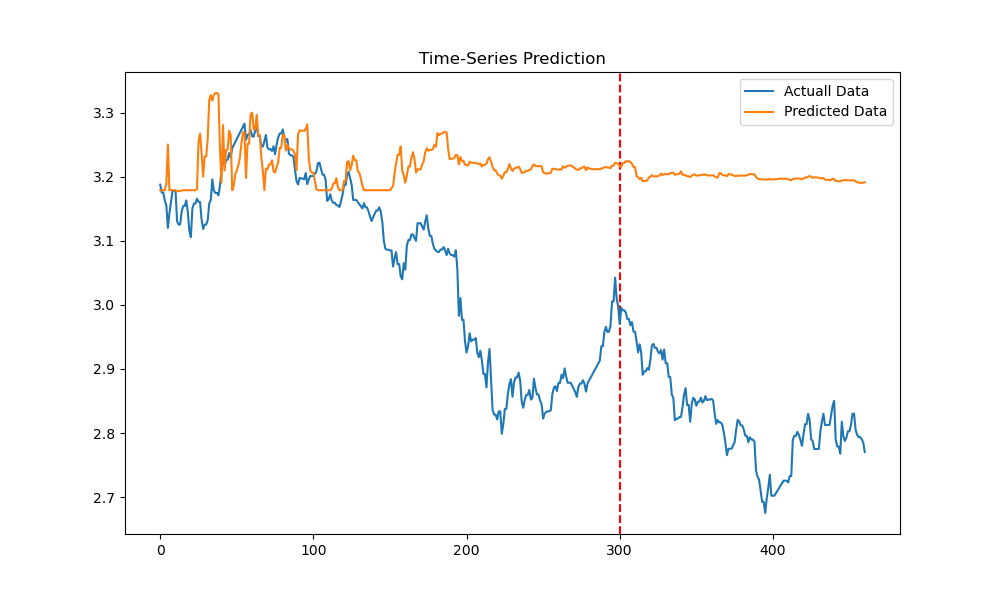 Time-Series Prediction
Actuall Data
Predicted Data
3.3
3.2
3.1
3.0
2.9
2.8
2.7
0 100 200 300 400